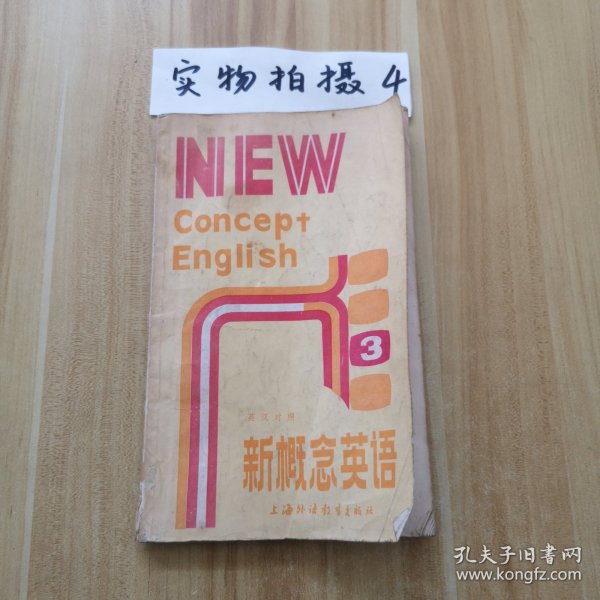 实物拍摄4
NEW
Concept
English
3
英汉对照
新概念英语
上海外语教育出版社
孔夫子旧书网
www.kongfz.com